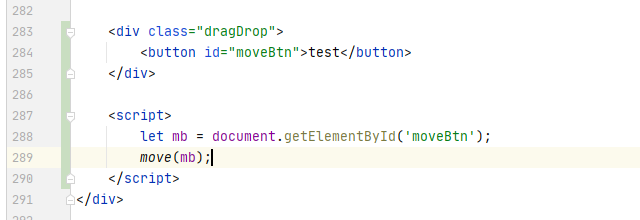 282
283 <div class="dragDrop">
284 <button id="moveBtn">test</button>
285 </div>
286
287 <script>
288 let mb = document.getElementById('moveBtn');
289 move(mb);
290 </script>
291 </div>